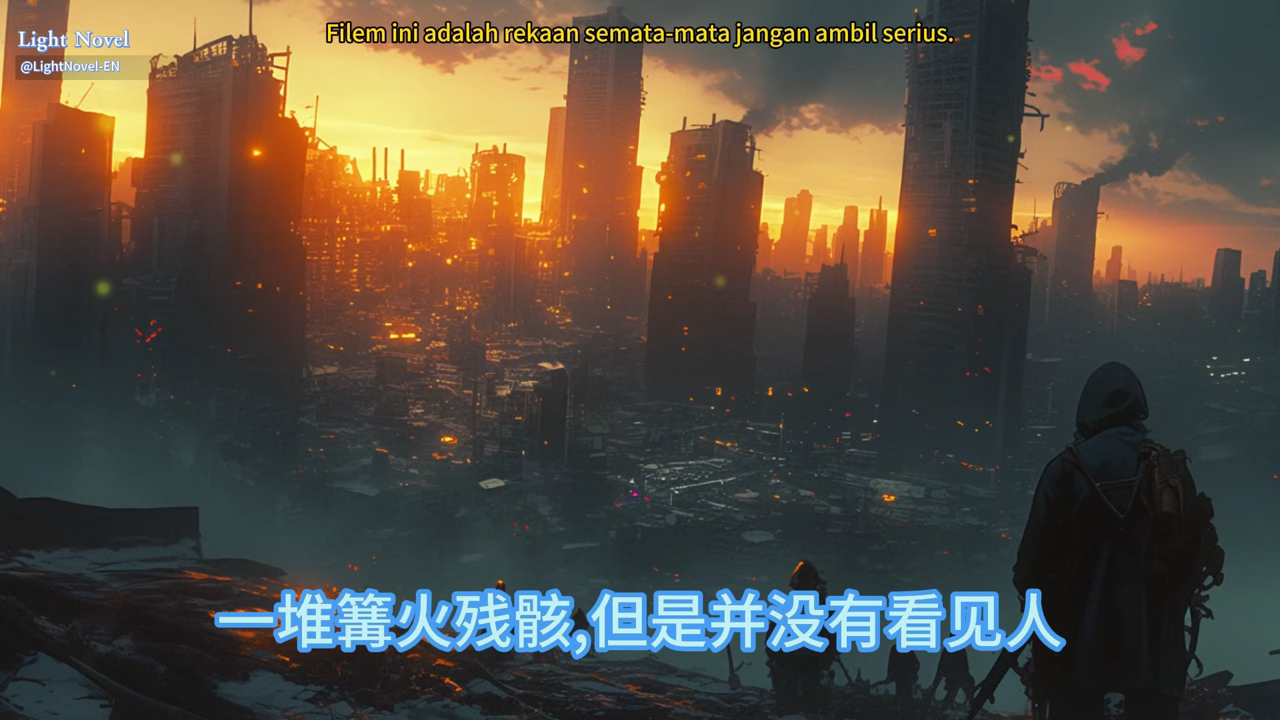 Filem ini adalah rekaan semata-mata jangan ambil serius.
Light Novel
@LightNovel-EN
一堆篝火残骸,但是并没有看见人